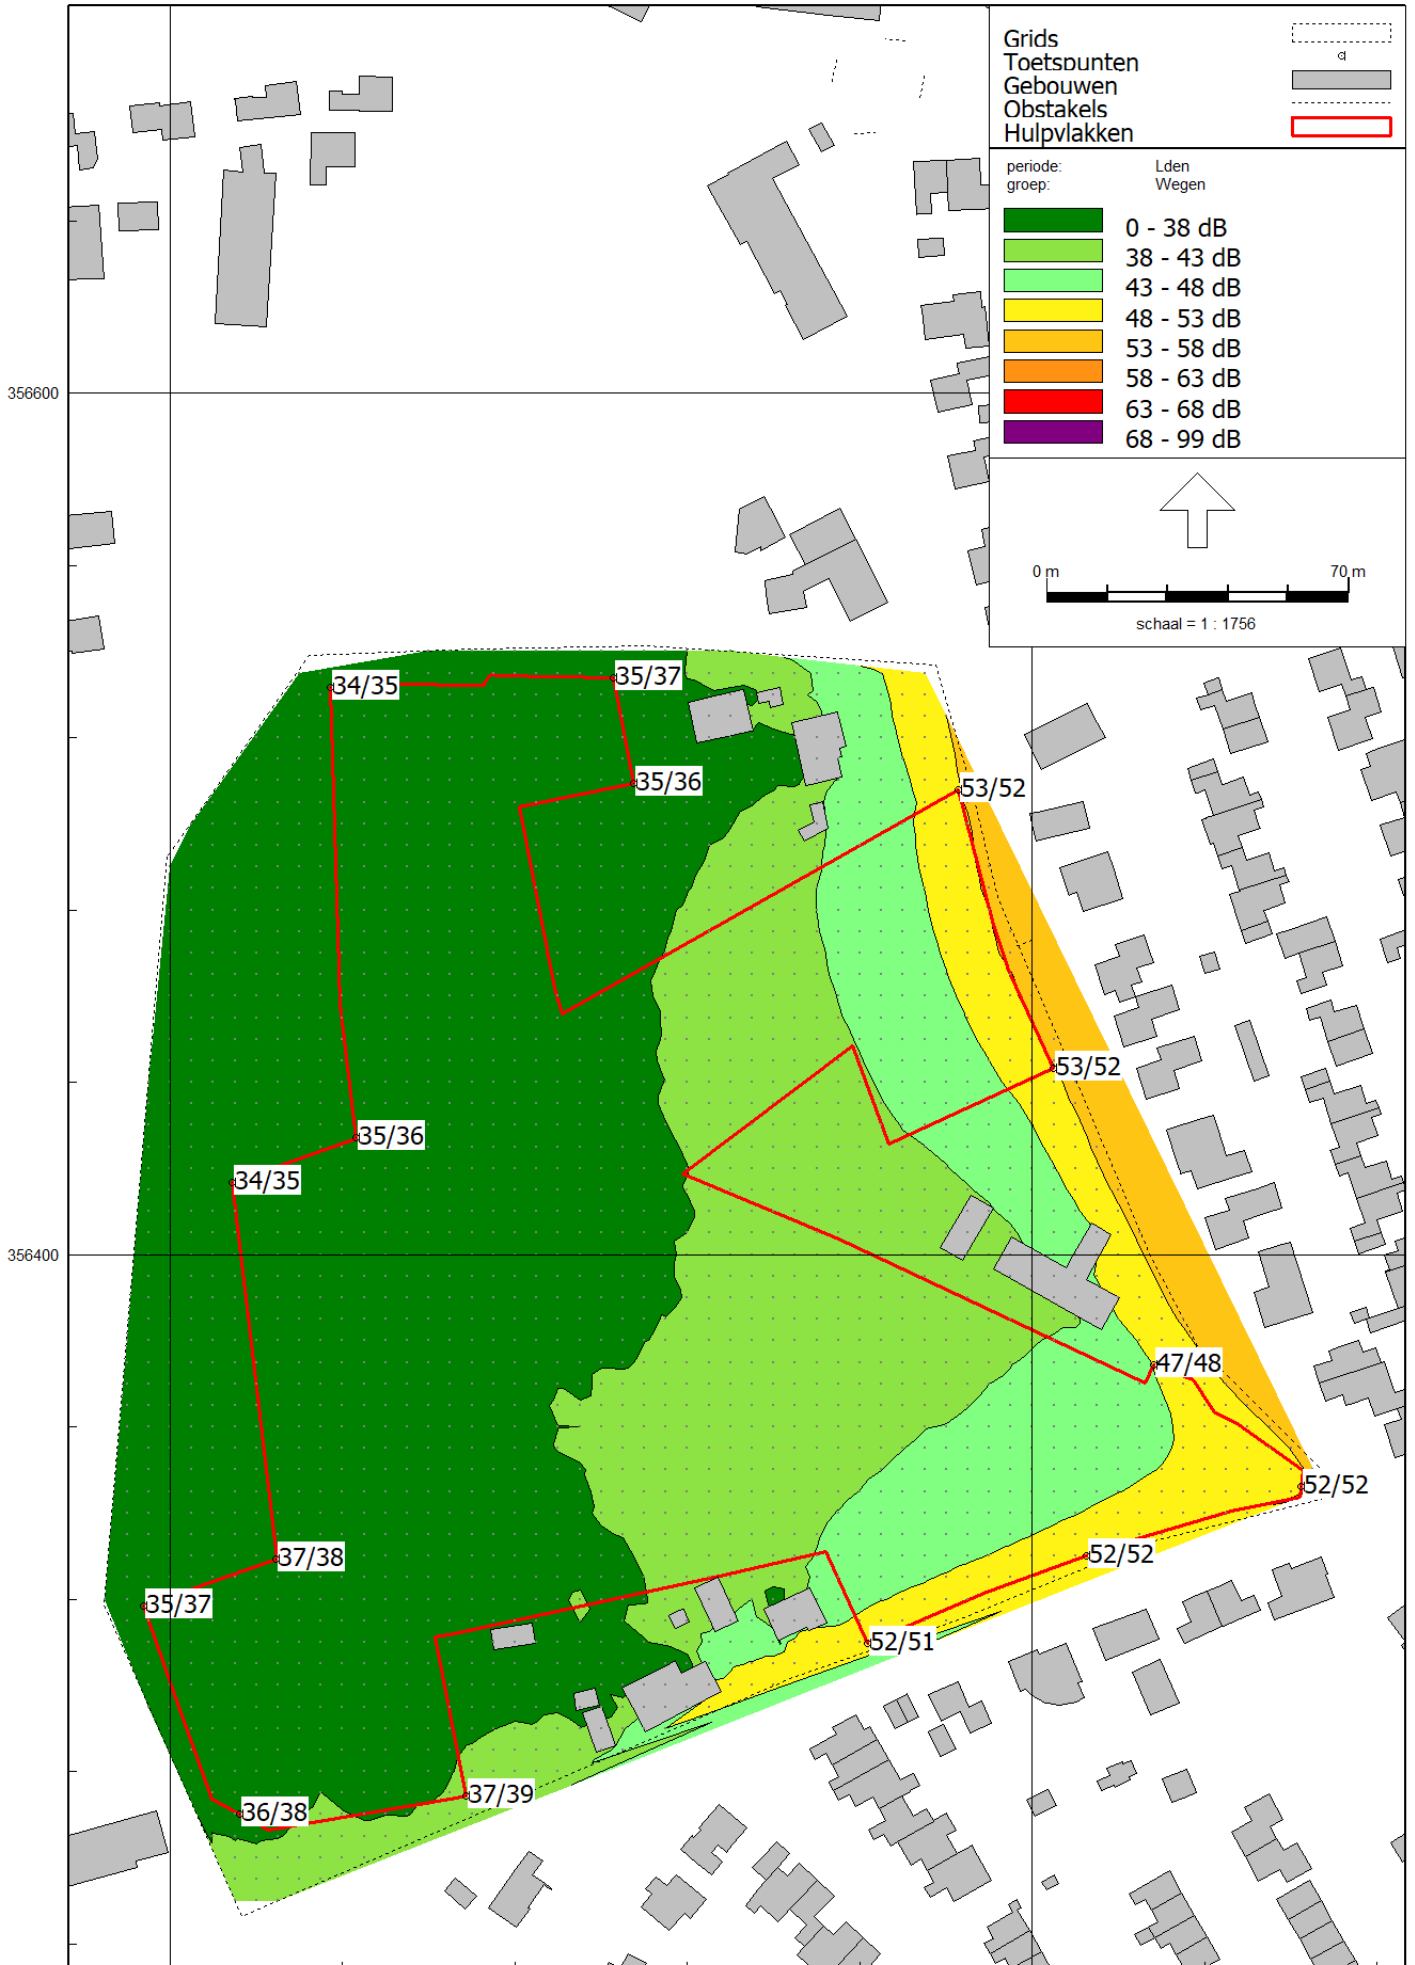 Grids
Toetspunten
Gebouwen
Obstakels
Hulpvlakken
periode: Lden
groep: Wegen
0 - 38 dB
38 - 43 dB
43 - 48 dB
48 - 53 dB
53 - 58 dB
58 - 63 dB
63 - 68 dB
68 - 99 dB
356600
0 m 70 m
schaal = 1 : 1756
34/35
35/37
35/36
53/52
53/52
35/36
34/35
356400
47/48
52/52
37/38
52/52
35/37
52/51
37/39
36/38